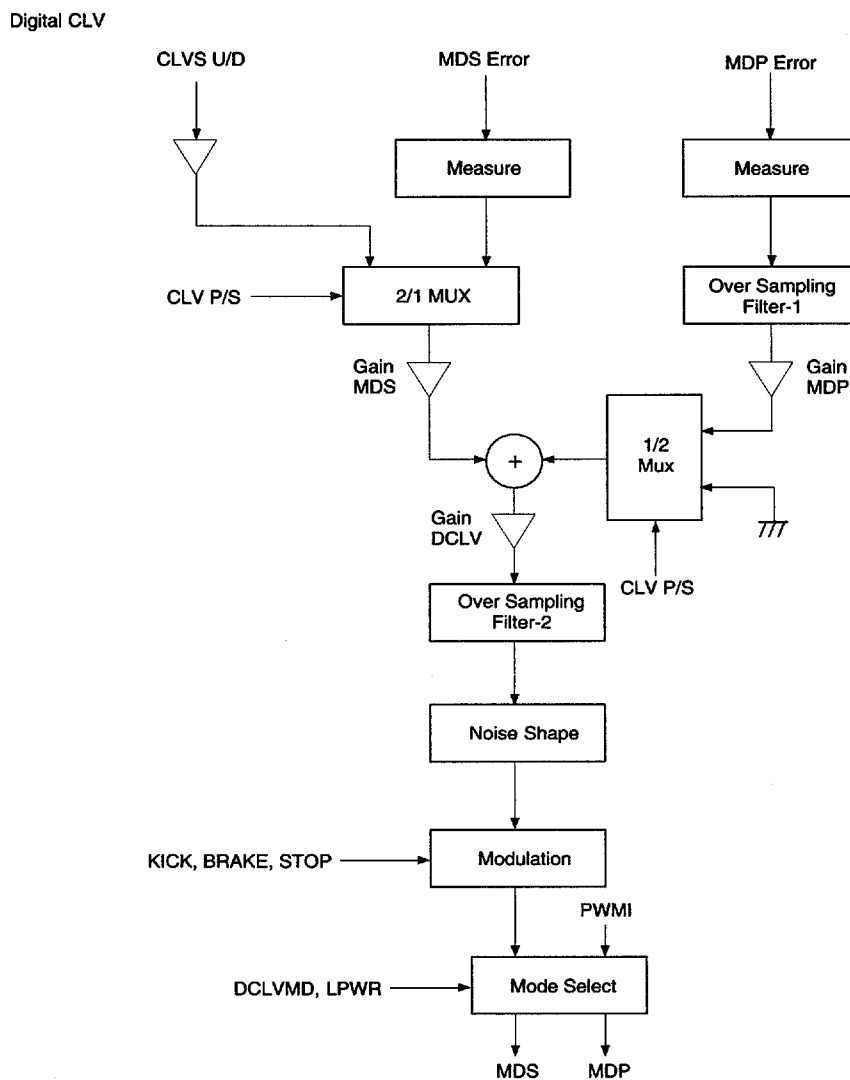 Digital CLV
CLVS U/D
MDS Error
MDP Error
Measure
Measure
CLV P/S
2/1 MUX
Over Sampling
Filter-1
Gain
MDS
Gain
MDP
1/2
Mux
+
Gain
DCLV
CLV P/S
Over Sampling
Filter-2
Noise Shape
KICK, BRAKE, STOP
Modulation
PWMI
DCLVMD, LPWR
Mode Select
MDS
MDP